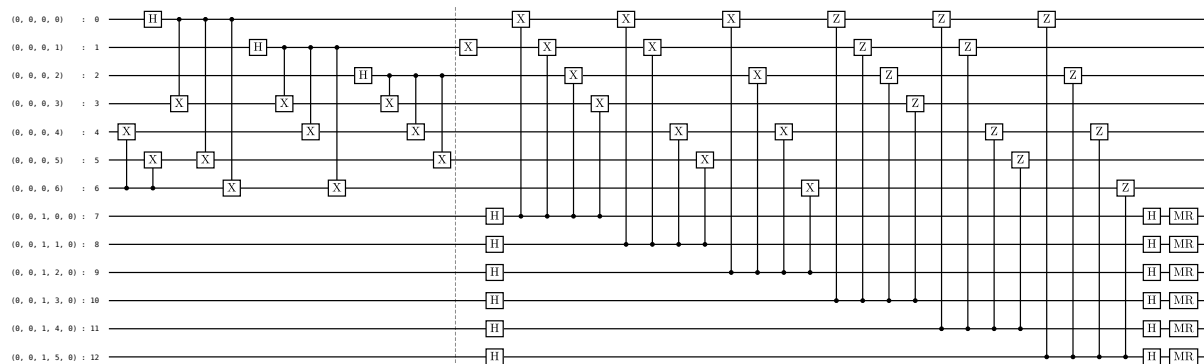 (0, 0, 0, 0) : 0 H X X X Z Z Z
(0, 0, 0, 1) : 1 H X X X Z Z
(0, 0, 0, 2) : 2 H X X Z Z
(0, 0, 0, 3) : 3 X X X X Z
(0, 0, 0, 4) : 4 X X X X X Z Z
(0, 0, 0, 5) : 5 X X X X Z
(0, 0, 0, 6) : 6 X X X Z
(0, 0, 1, 0, 0) : 7 H H MR
(0, 0, 1, 1, 0) : 8 H H MR
(0, 0, 1, 2, 0) : 9 H H MR
(0, 0, 1, 3, 0) : 10 H H MR
(0, 0, 1, 4, 0) : 11 H H MR
(0, 0, 1, 5, 0) : 12 H H MR